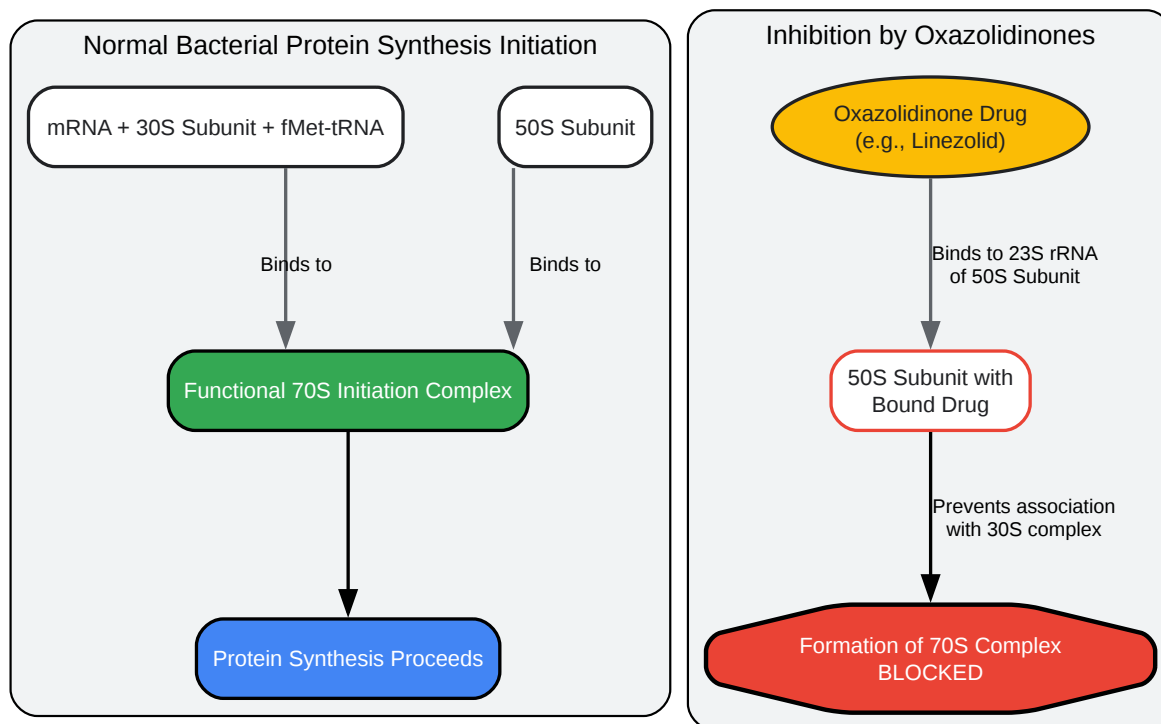 Normal Bacterial Protein Synthesis Initiation
mRNA + 30S Subunit + fMet-tRNA
50S Subunit
Binds to
Binds to
Functional 70S Initiation Complex
Protein Synthesis Proceeds
Inhibition by Oxazolidinones
Oxazolidinone Drug
(e.g., Linezolid)
Binds to 23S rRNA
of 50S Subunit
50S Subunit with
Bound Drug
Prevents association
with 30S complex
Formation of 70S Complex
BLOCKED